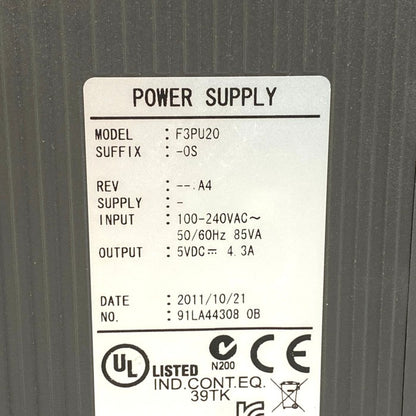 POWER SUPPLY
MODEL : F3PU20
SUFFIX : -0S
REV : --.A4
SUPPLY : -
INPUT : 100-240VAC~
50/60Hz 85VA
OUTPUT : 5VDC⎓ 4.3A
DATE : 2011/10/21
NO. : 91LA44308 0B
UL LISTED N200 CE
IND.CONT.EQ.
39TK